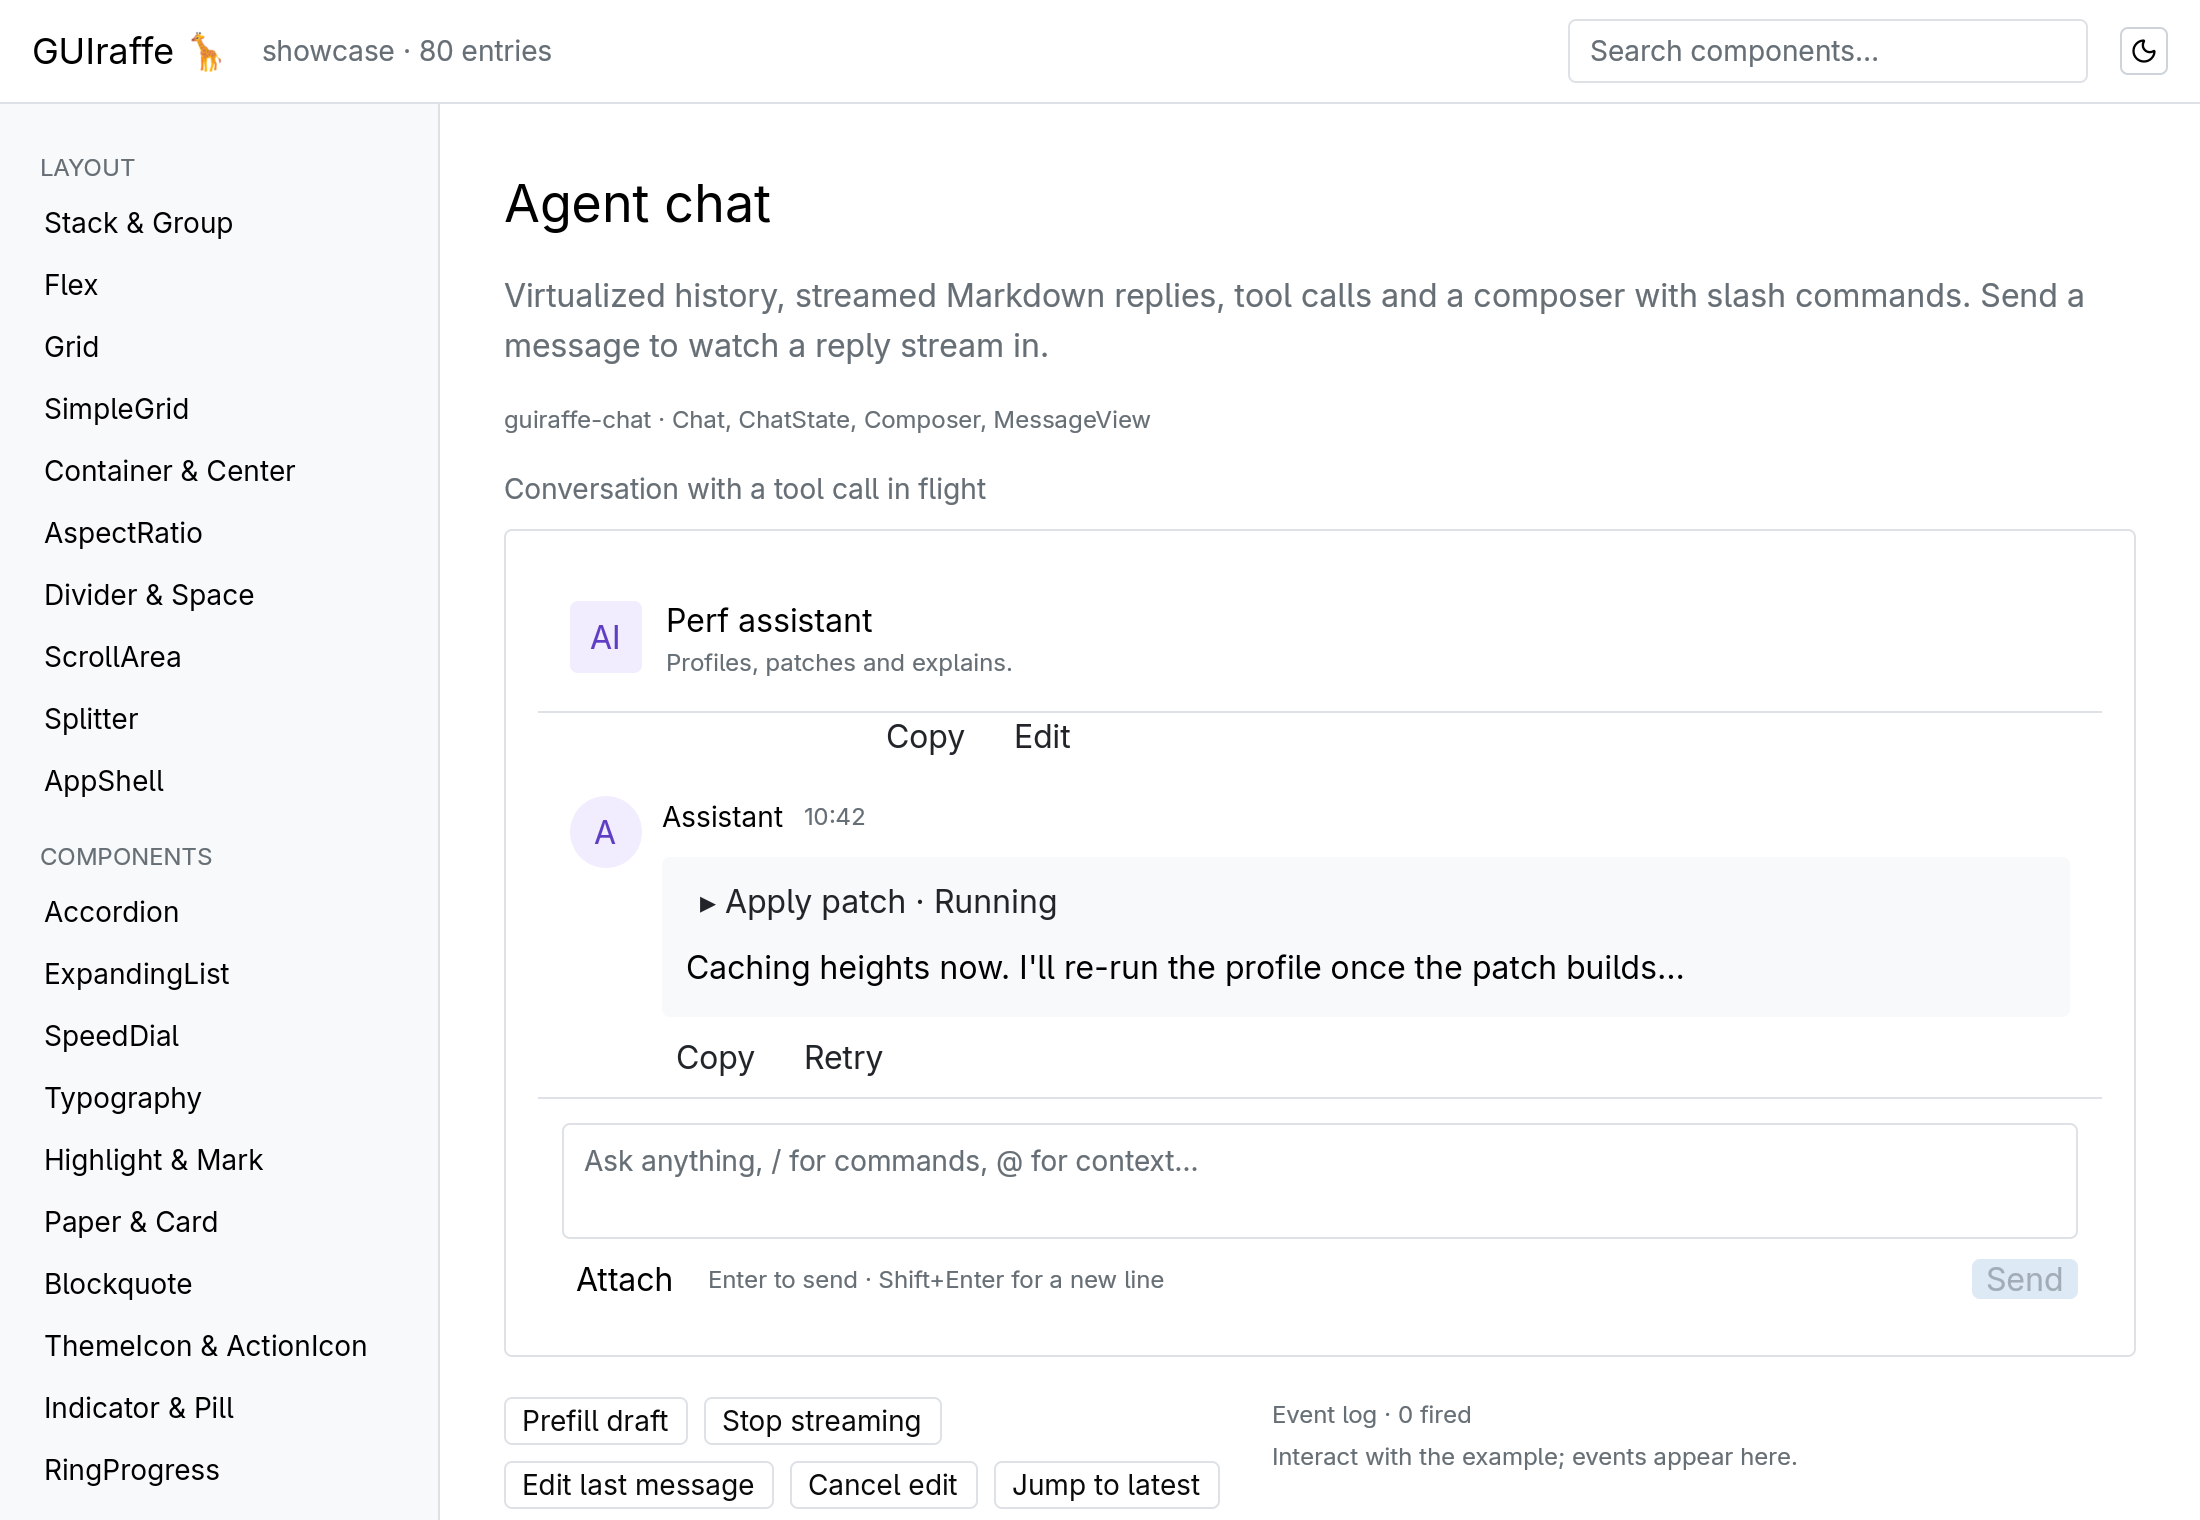 GUIraffe 🦒
showcase · 80 entries
Search components...
LAYOUT
Stack & Group
Flex
Grid
SimpleGrid
Container & Center
AspectRatio
Divider & Space
ScrollArea
Splitter
AppShell
COMPONENTS
Accordion
ExpandingList
SpeedDial
Typography
Highlight & Mark
Paper & Card
Blockquote
ThemeIcon & ActionIcon
Indicator & Pill
RingProgress
Agent chat
Virtualized history, streamed Markdown replies, tool calls and a composer with slash commands. Send a
message to watch a reply stream in.
guiraffe-chat · Chat, ChatState, Composer, MessageView
Conversation with a tool call in flight
AI
Perf assistant
Profiles, patches and explains.
Copy Edit
A
Assistant 10:42
▸ Apply patch · Running
Caching heights now. I'll re-run the profile once the patch builds...
Copy Retry
Ask anything, / for commands, @ for context...
Attach Enter to send · Shift+Enter for a new line Send
Prefill draft Stop streaming
Edit last message Cancel edit Jump to latest
Event log · 0 fired
Interact with the example; events appear here.